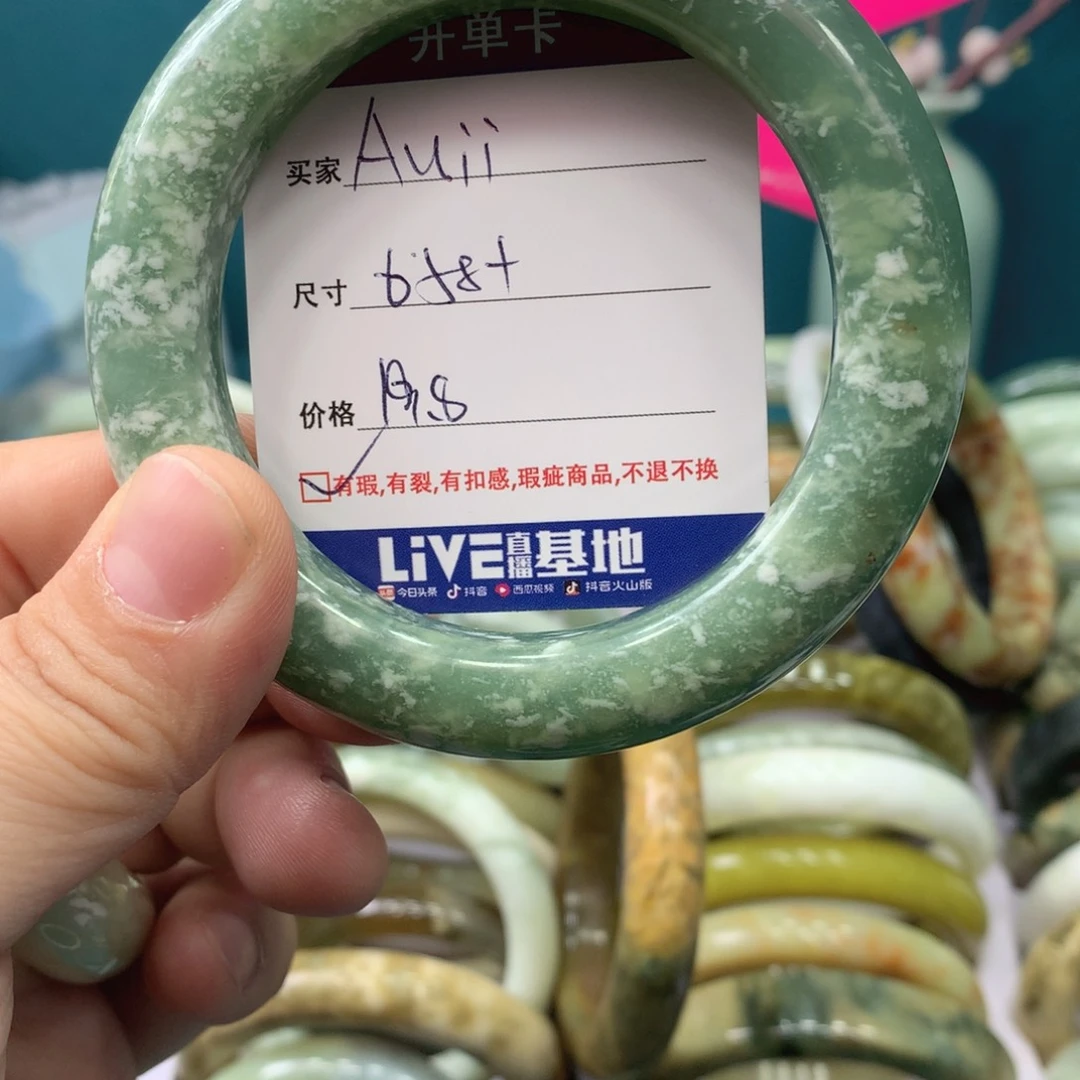 开单卡
买家 Auii
尺寸 6458+
价格
有瑕,有裂,有扣感,瑕疵商品,不退不换
LiVE直播基地
今日头条 抖音 西瓜视频 抖音火山版